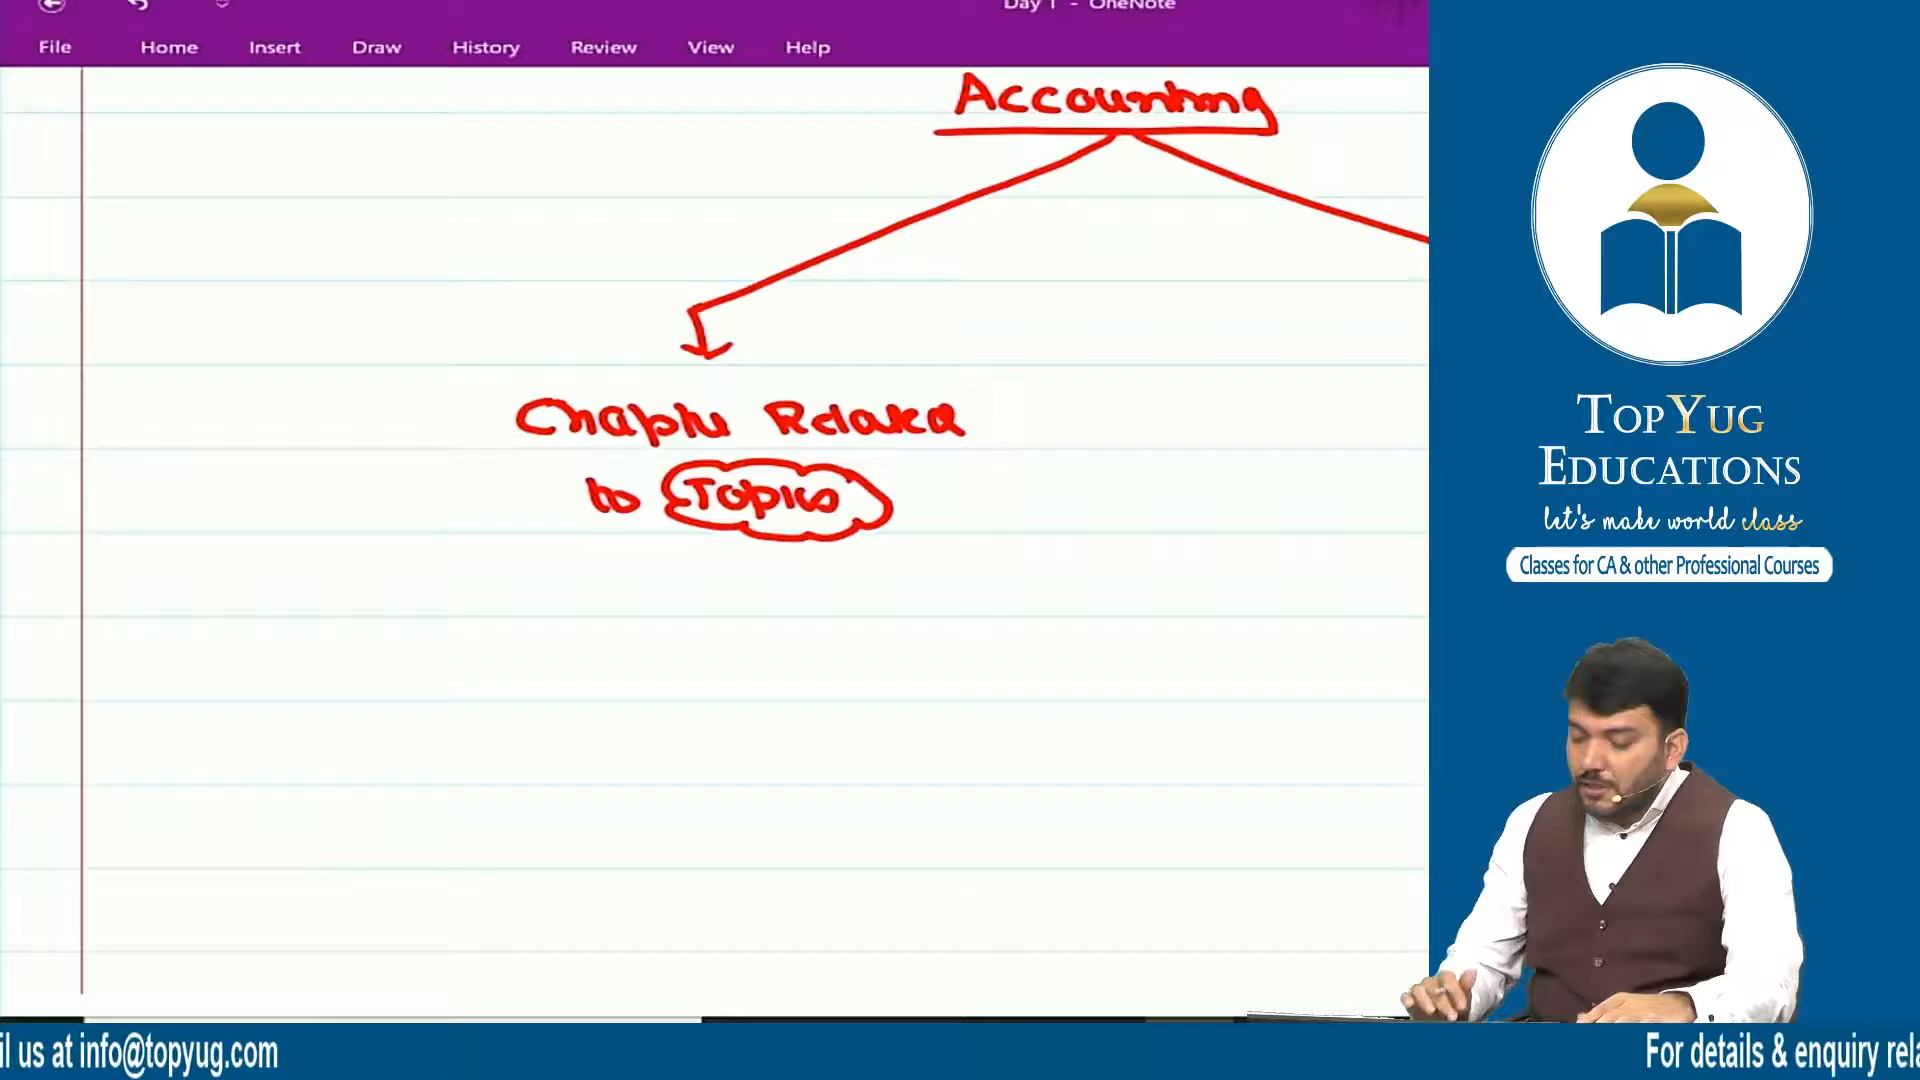 Day 1 - OneNote
File Home Insert Draw History Review View Help
Accounting
Chapter Related
to Topics
TOPYUG
EDUCATIONS
let's make world class
Classes for CA & other Professional Courses
il us at info@topyug.com
For details & enquiry rela